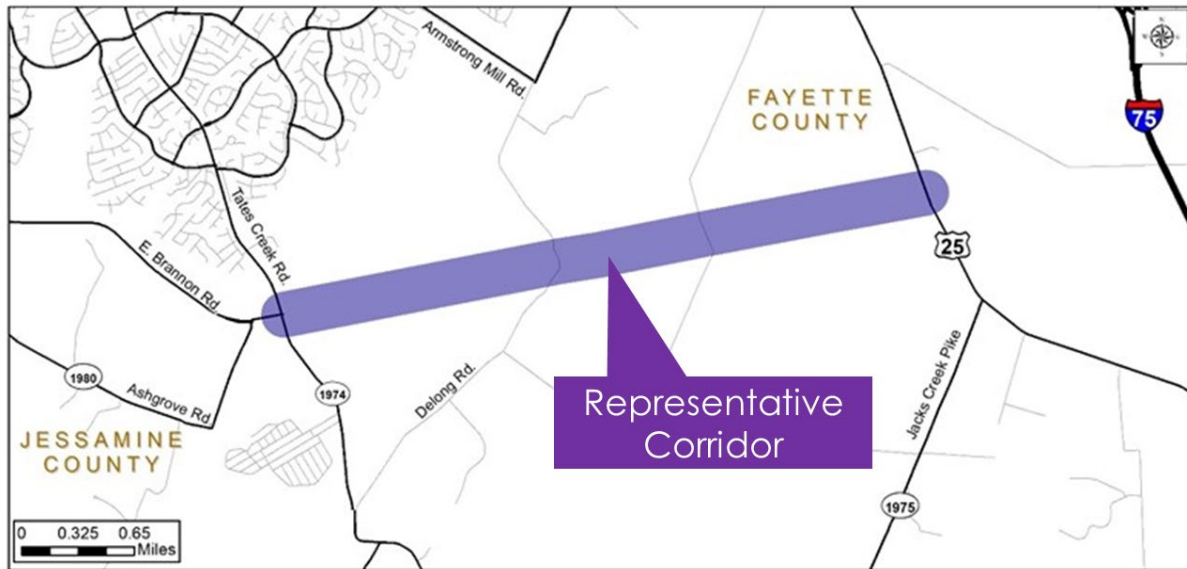 Armstrong Mill Rd.
FAYETTE
COUNTY
75
Tates Creek Rd.
E. Brannon Rd.
25
1980
Ashgrove Rd
1974
Delong Rd.
Representative
Corridor
Jacks Creek Pike
JESSAMINE
COUNTY
1975
0 0.325 0.65
Miles